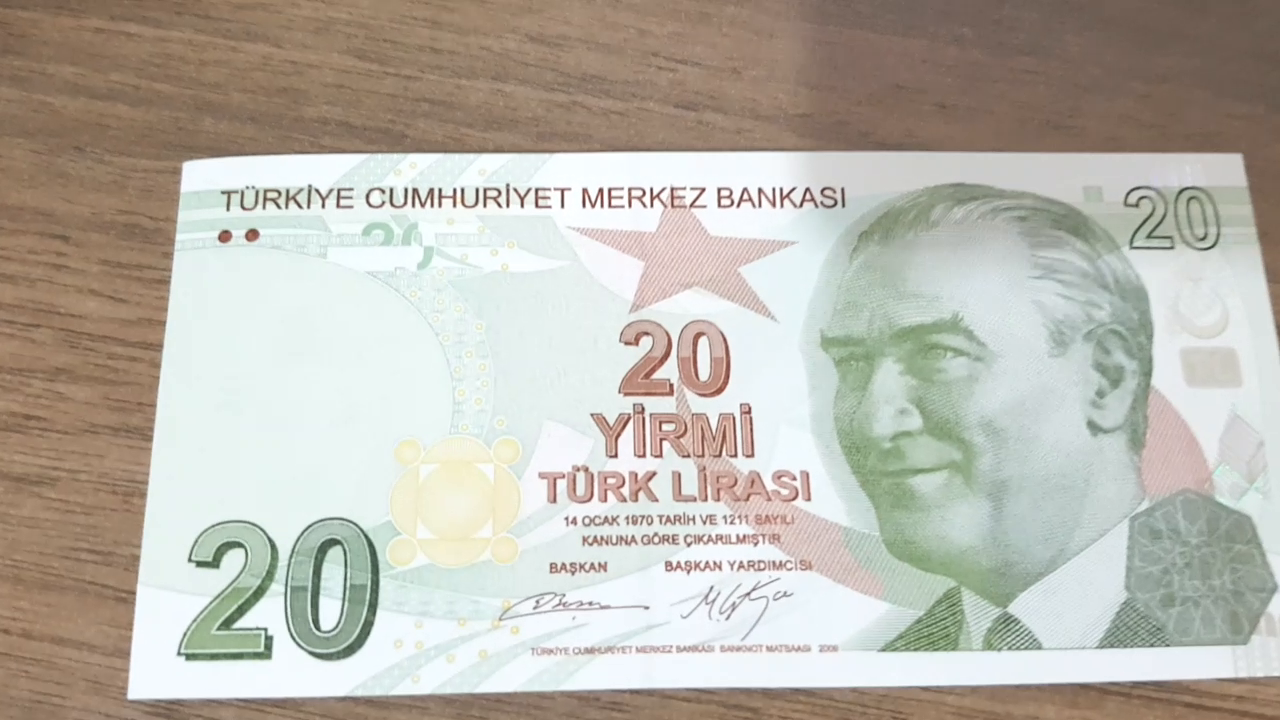 TÜRKİYE CUMHURİYET MERKEZ BANKASI
20
20
20
YİRMİ
TÜRK LİRASI
14 OCAK 1970 TARİH VE 1211 SAYILI
KANUNA GÖRE ÇIKARILMIŞTIR
BAŞKAN BAŞKAN YARDIMCISI
20
TÜRKİYE CUMHURİYET MERKEZ BANKASI BANKNOT MATBAASI 2009